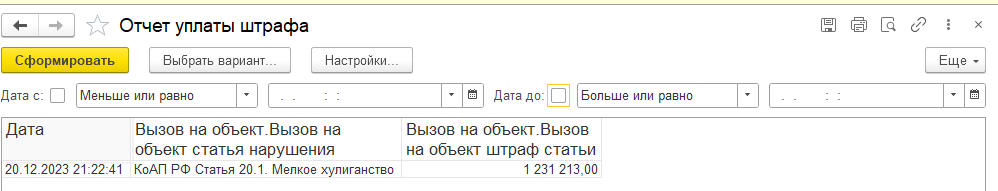 Отчет уплаты штрафа
Сформировать Выбрать вариант... Настройки... Еще
Дата с: Меньше или равно . . : : Дата до: Больше или равно . . : :
Дата Вызов на объект.Вызов на объект статья нарушения Вызов на объект.Вызов на объект штраф статьи
20.12.2023 21:22:41 КоАП РФ Статья 20.1. Мелкое хулиганство 1 231 213,00